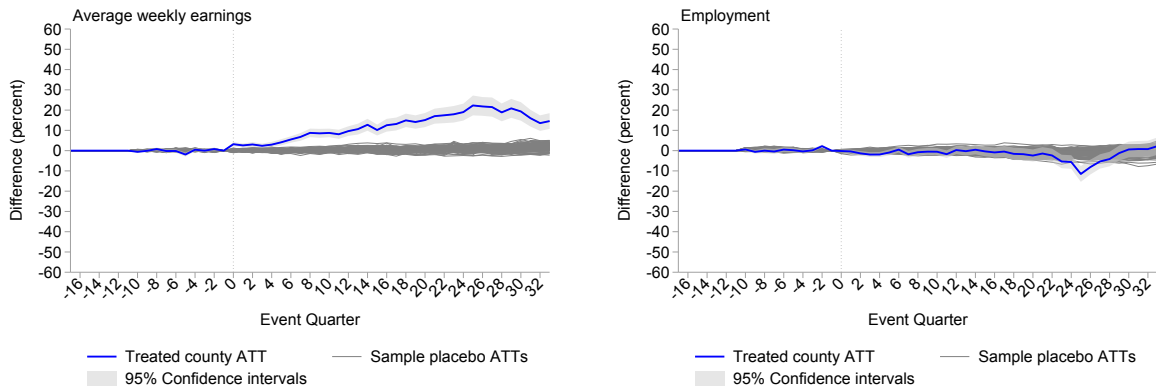 Average weekly earnings
Difference (percent)
60
50
40
30
20
10
0
-10
-20
-30
-40
-50
-60
-16 -14 -12 -10 -8 -6 -4 -2 0 2 4 6 8 10 12 14 16 18 20 22 24 26 28 30 32
Event Quarter
Treated county ATT Sample placebo ATTs
95% Confidence intervals
Employment
Difference (percent)
60
50
40
30
20
10
0
-10
-20
-30
-40
-50
-60
-16 -14 -12 -10 -8 -6 -4 -2 0 2 4 6 8 10 12 14 16 18 20 22 24 26 28 30 32
Event Quarter
Treated county ATT Sample placebo ATTs
95% Confidence intervals